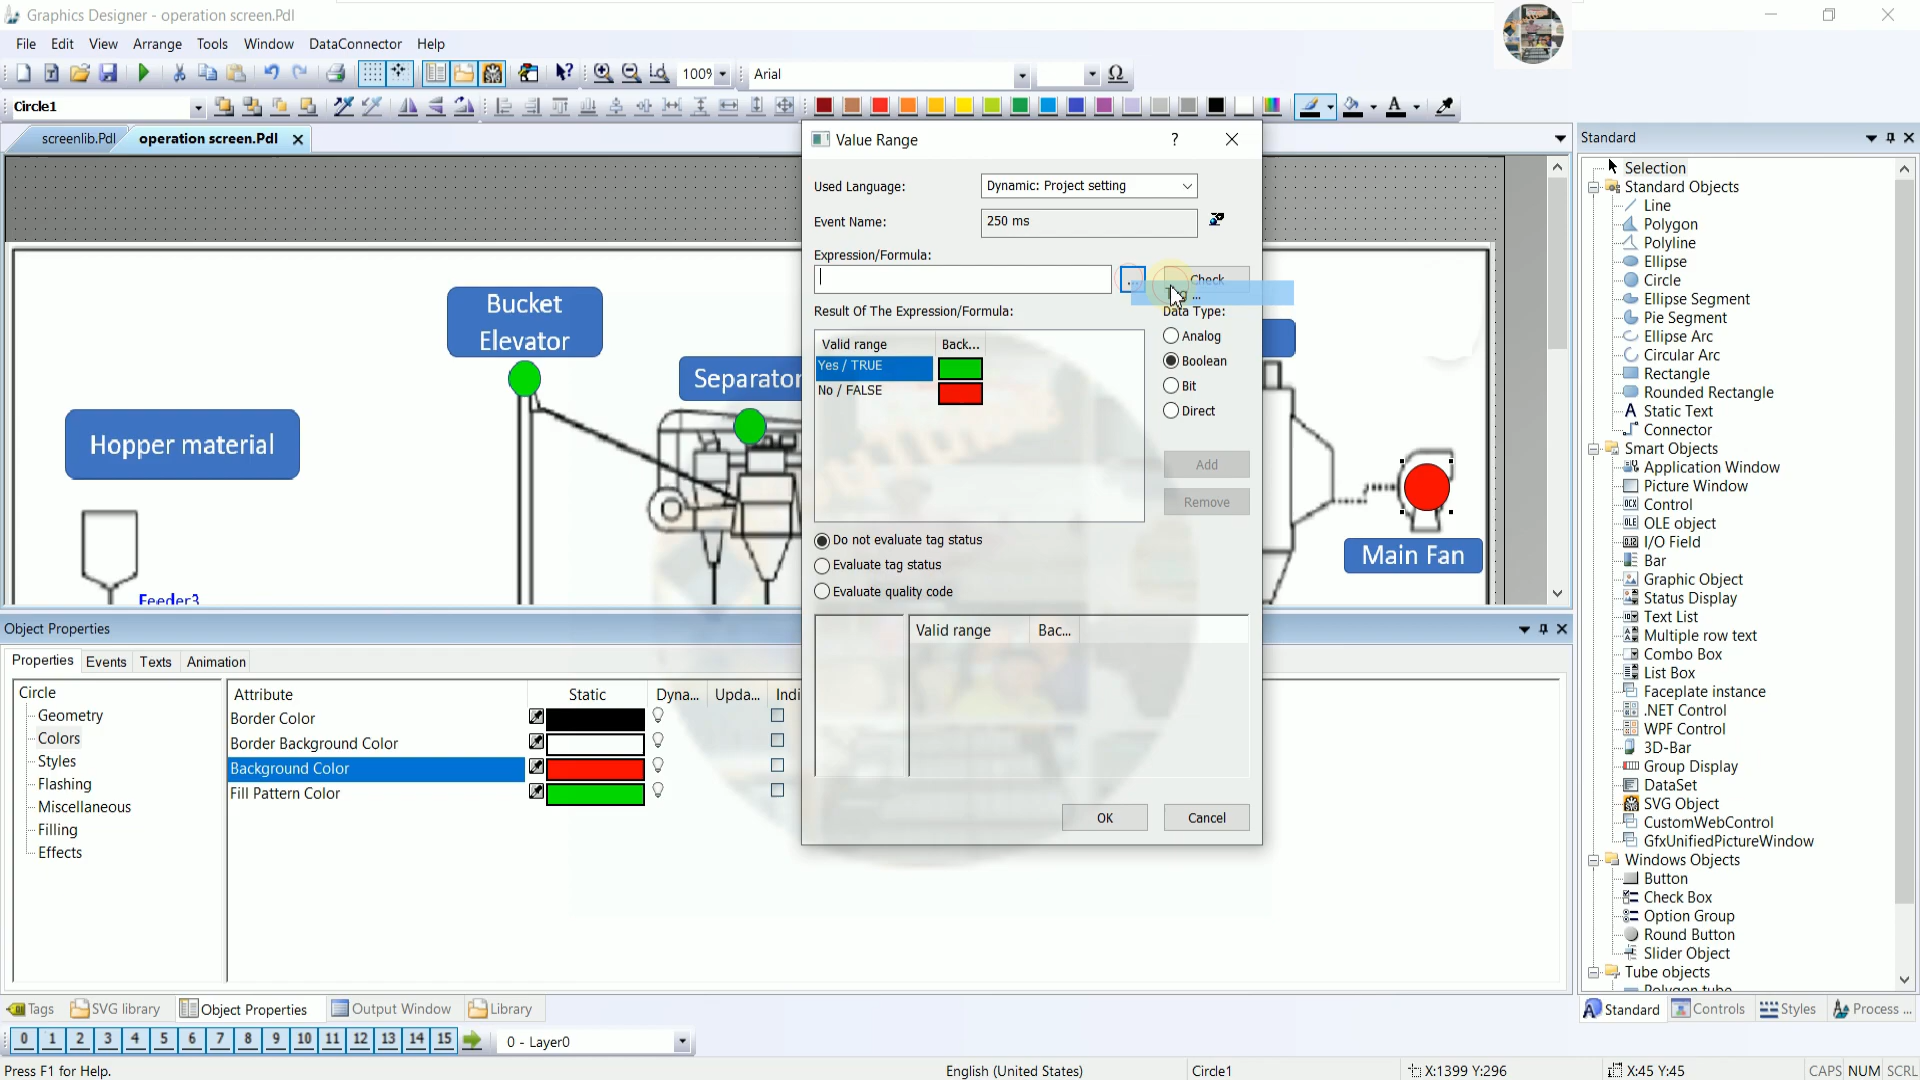 Graphics Designer - operation screen.Pdl
File Edit View Arrange Tools Window DataConnector Help
100% Arial Ω
Circle1
screenlib.Pdl operation screen.Pdl
Bucket
Elevator
Separator
Hopper material
Feeder3
Main Fan
Value Range
?
Used Language: Dynamic: Project setting
Event Name: 250 ms
Expression/Formula:
... Check
Tag ...
Result Of The Expression/Formula: Data Type:
Valid range Back...
Yes / TRUE
No / FALSE
Analog
Boolean
Bit
Direct
Add
Remove
Do not evaluate tag status
Evaluate tag status
Evaluate quality code
Valid range Bac...
OK Cancel
Object Properties
Properties Events Texts Animation
Circle
Geometry
Colors
Styles
Flashing
Miscellaneous
Filling
Effects
Attribute Static Dyna... Upda... Indi
Border Color
Border Background Color
Background Color
Fill Pattern Color
Standard
Selection
Standard Objects
Line
Polygon
Polyline
Ellipse
Circle
Ellipse Segment
Pie Segment
Ellipse Arc
Circular Arc
Rectangle
Rounded Rectangle
A Static Text
Connector
Smart Objects
Application Window
Picture Window
OCX Control
OLE OLE object
0.12 I/O Field
Bar
Graphic Object
Status Display
Text List
Multiple row text
Combo Box
List Box
Faceplate instance
.NET Control
WPF Control
3D-Bar
Group Display
DataSet
SVG Object
CustomWebControl
GfxUnifiedPictureWindow
Windows Objects
Button
Check Box
Option Group
Round Button
Slider Object
Tube objects
Polygon tube
Tags SVG library Object Properties Output Window Library
Standard Controls Styles Process ...
0 1 2 3 4 5 6 7 8 9 10 11 12 13 14 15 0 - Layer0
Press F1 for Help. English (United States) Circle1 X:1399 Y:296 X:45 Y:45 CAPS NUM SCRL